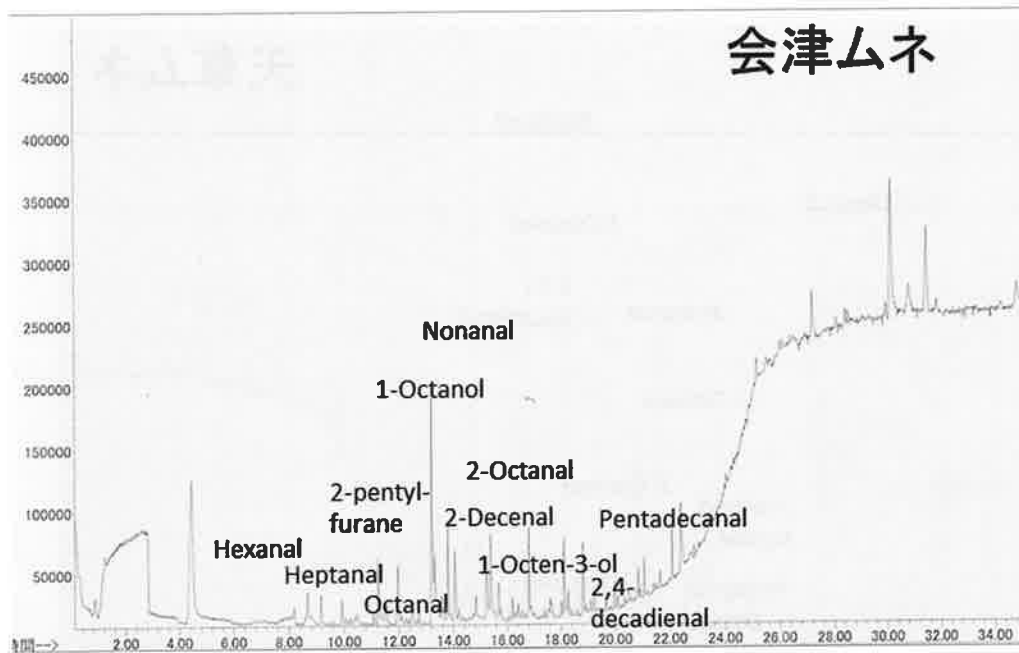 会津ムネ
450000
400000
350000
300000
250000
200000
150000
100000
50000
Nonanal
1-Octanol
2-Octanal
2-pentyl-
furane
2-Decenal
Pentadecanal
Hexanal
Heptanal
1-Octen-3-ol
Octanal
2,4-
decadienal
時間-->
2.00 4.00 6.00 8.00 10.00 12.00 14.00 16.00 18.00 20.00 22.00 24.00 26.00 28.00 30.00 32.00 34.00